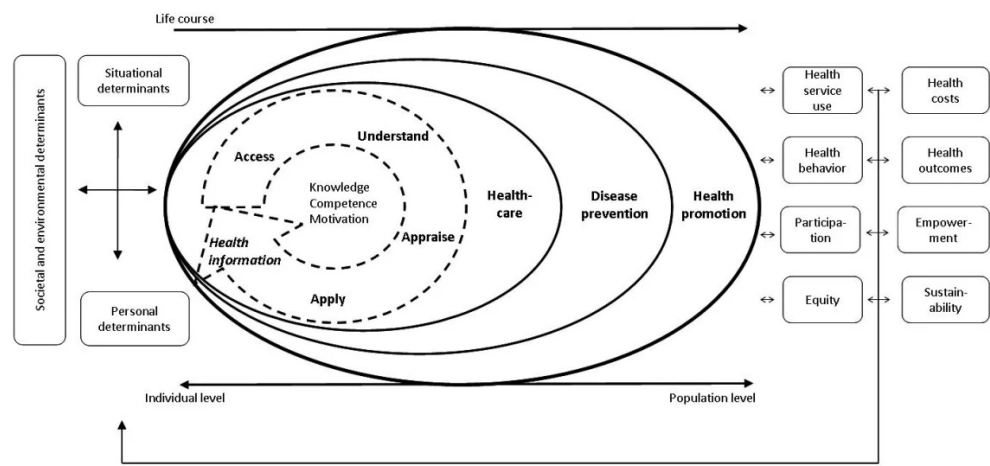 Life course
Societal and environmental determinants
Situational
determinants
Personal
determinants
Access
Understand
Appraise
Apply
Health
information
Knowledge
Competence
Motivation
Health-
care
Disease
prevention
Health
promotion
Individual level
Population level
Health
service
use
Health
costs
Health
behavior
Health
outcomes
Participa-
tion
Empower-
ment
Equity
Sustain-
ability